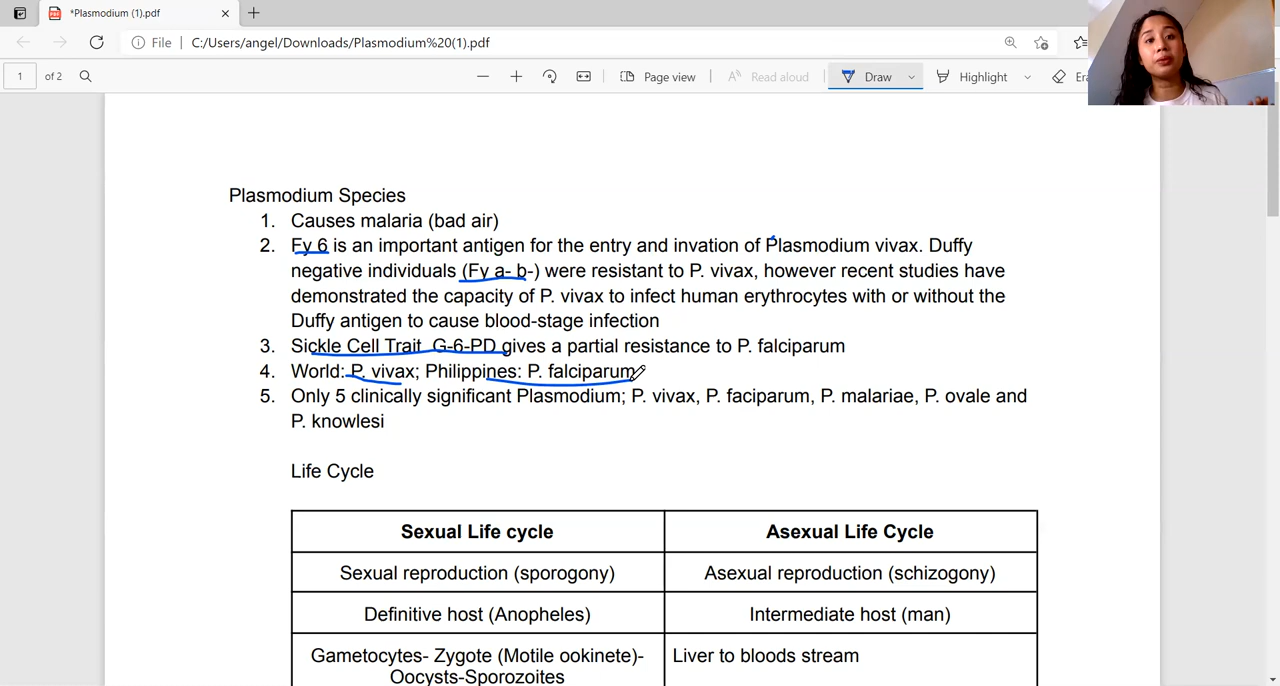 *Plasmodium (1).pdf
File | C:/Users/angel/Downloads/Plasmodium%20(1).pdf
1 of 2 Page view Read aloud Draw Highlight Era
Plasmodium Species
1. Causes malaria (bad air)
2. Fy 6 is an important antigen for the entry and invation of Plasmodium vivax. Duffy
negative individuals (Fy a- b-) were resistant to P. vivax, however recent studies have
demonstrated the capacity of P. vivax to infect human erythrocytes with or without the
Duffy antigen to cause blood-stage infection
3. Sickle Cell Trait, G-6-PD gives a partial resistance to P. falciparum
4. World: P. vivax; Philippines: P. falciparum
5. Only 5 clinically significant Plasmodium; P. vivax, P. faciparum, P. malariae, P. ovale and
P. knowlesi
Life Cycle
Sexual Life cycle Asexual Life Cycle
Sexual reproduction (sporogony) Asexual reproduction (schizogony)
Definitive host (Anopheles) Intermediate host (man)
Gametocytes- Zygote (Motile ookinete)- Liver to bloods stream
Oocysts-Sporozoites